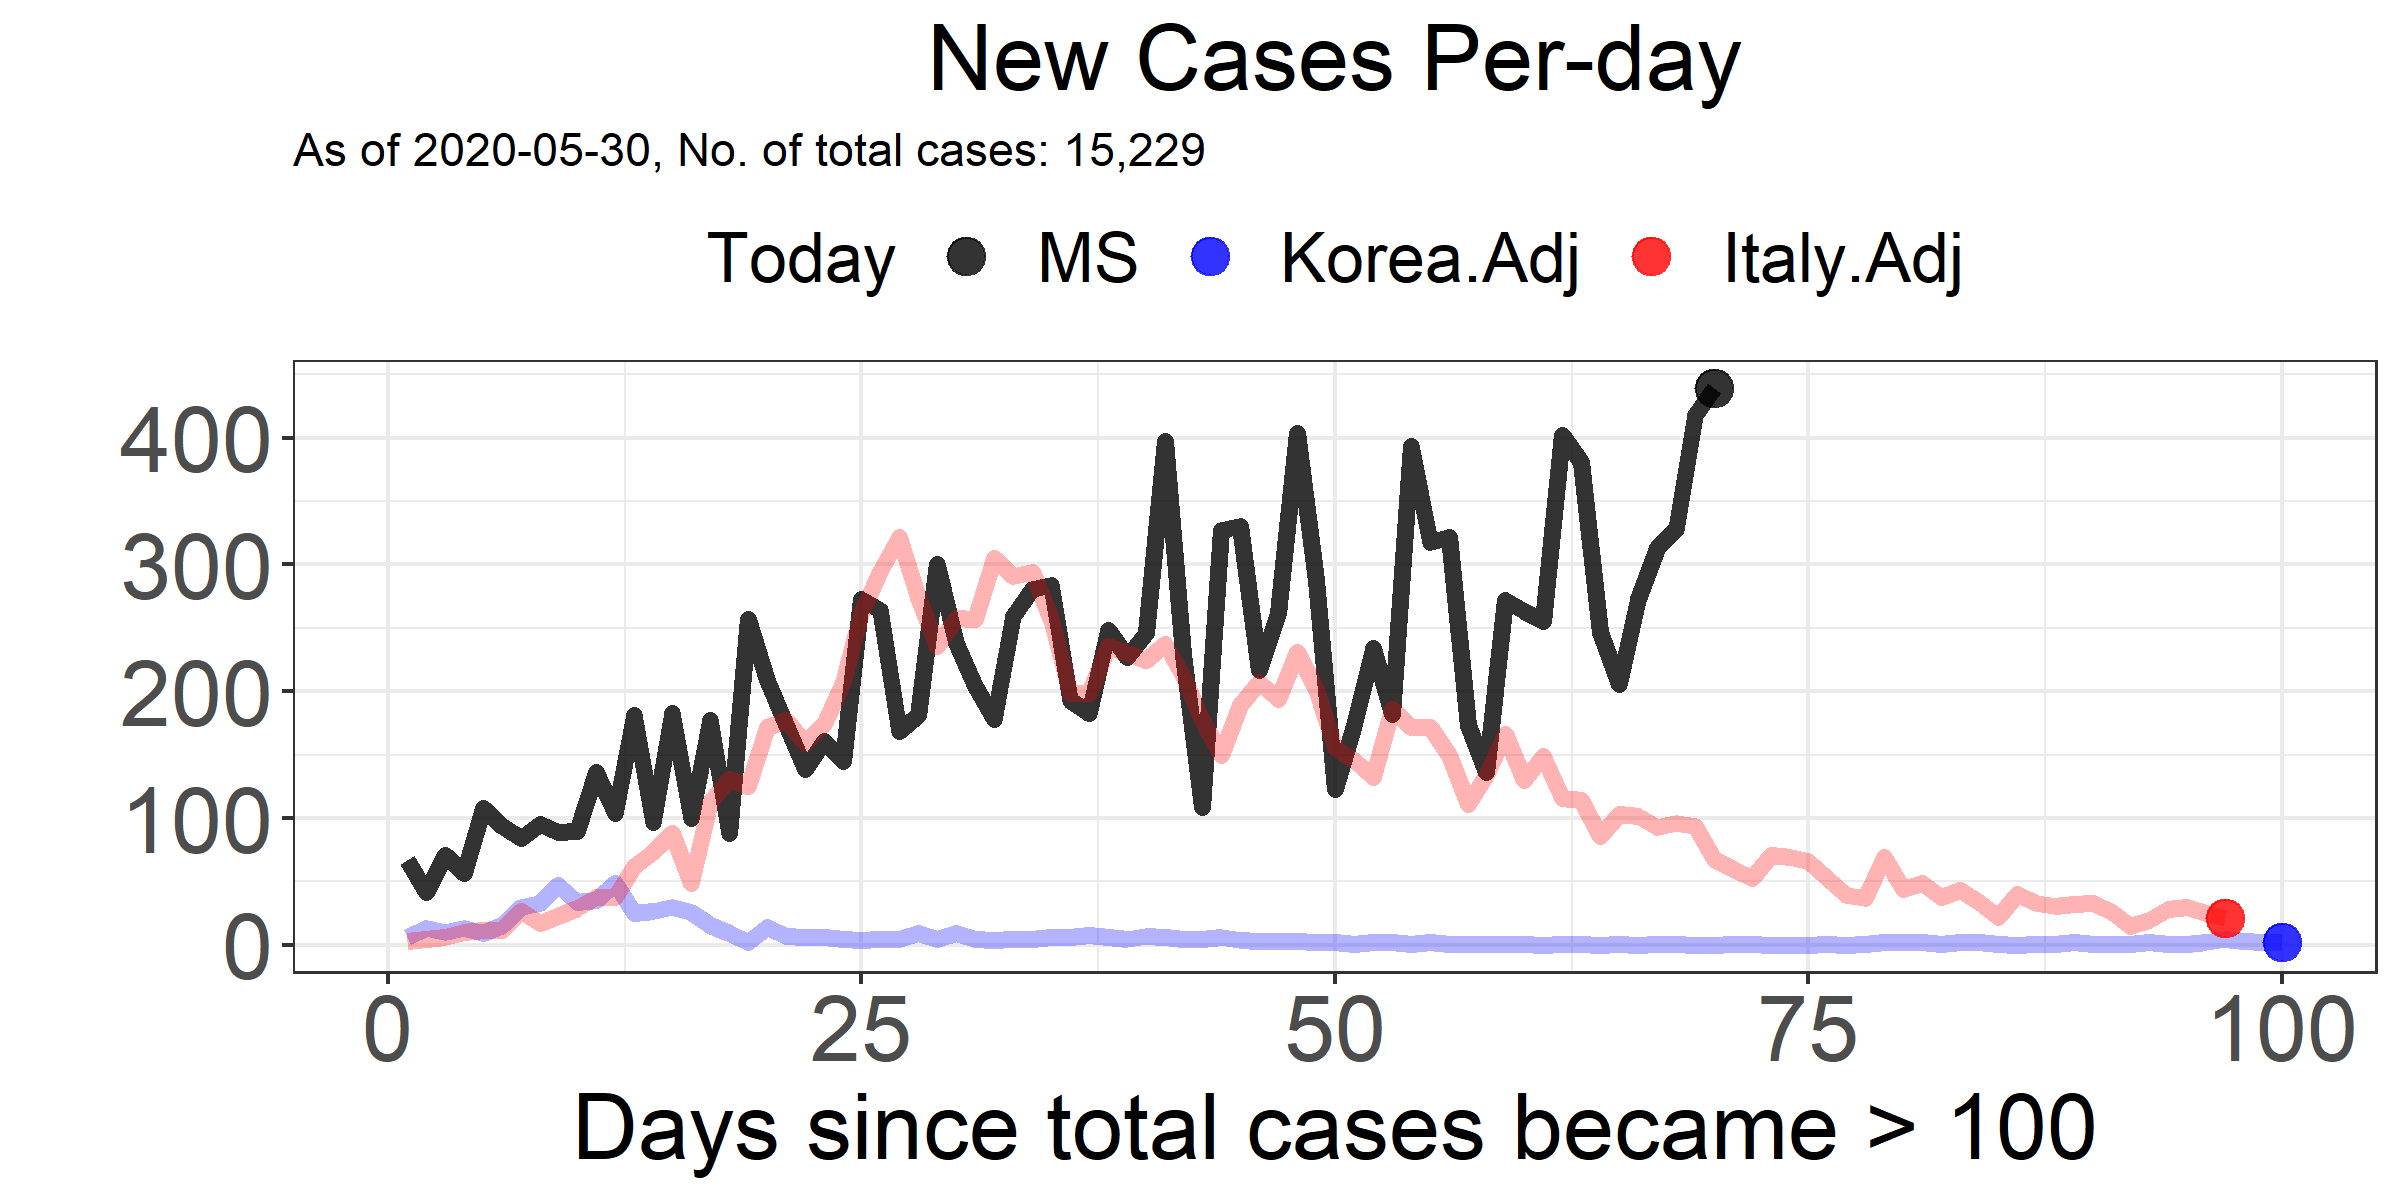 New Cases Per-day
As of 2020-05-30, No. of total cases: 15,229
Today MS Korea.Adj Italy.Adj
400
300
200
100
0
0 25 50 75 100
Days since total cases became > 100